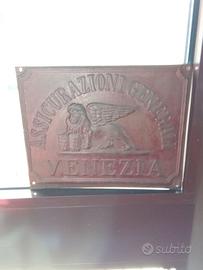 ASSICURAZIONI GENERALI
VENEZIA
subito